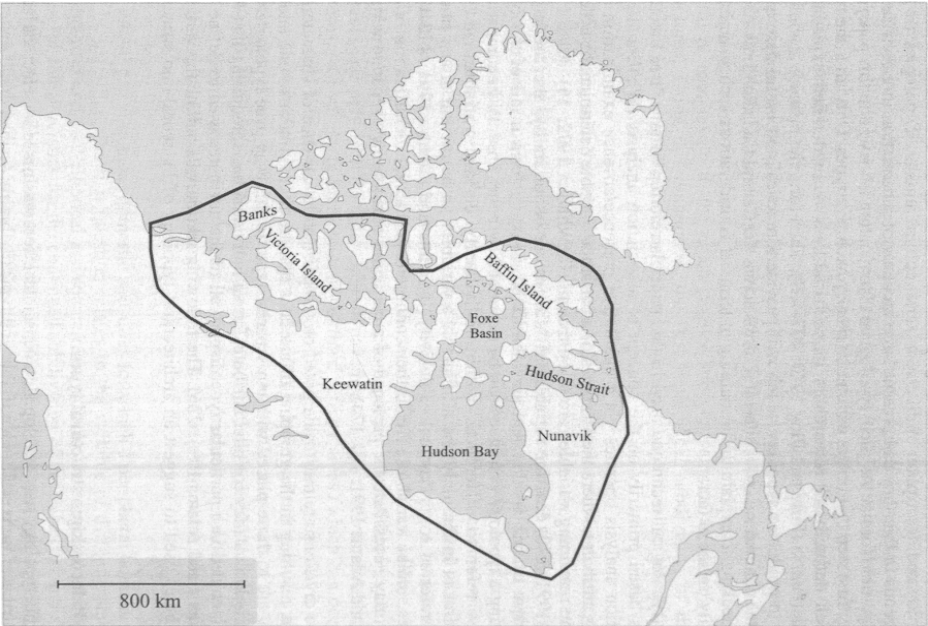 Banks
Victoria Island
Baffin Island
Foxe
Basin
Keewatin
Hudson Strait
Nunavik
Hudson Bay
800 km